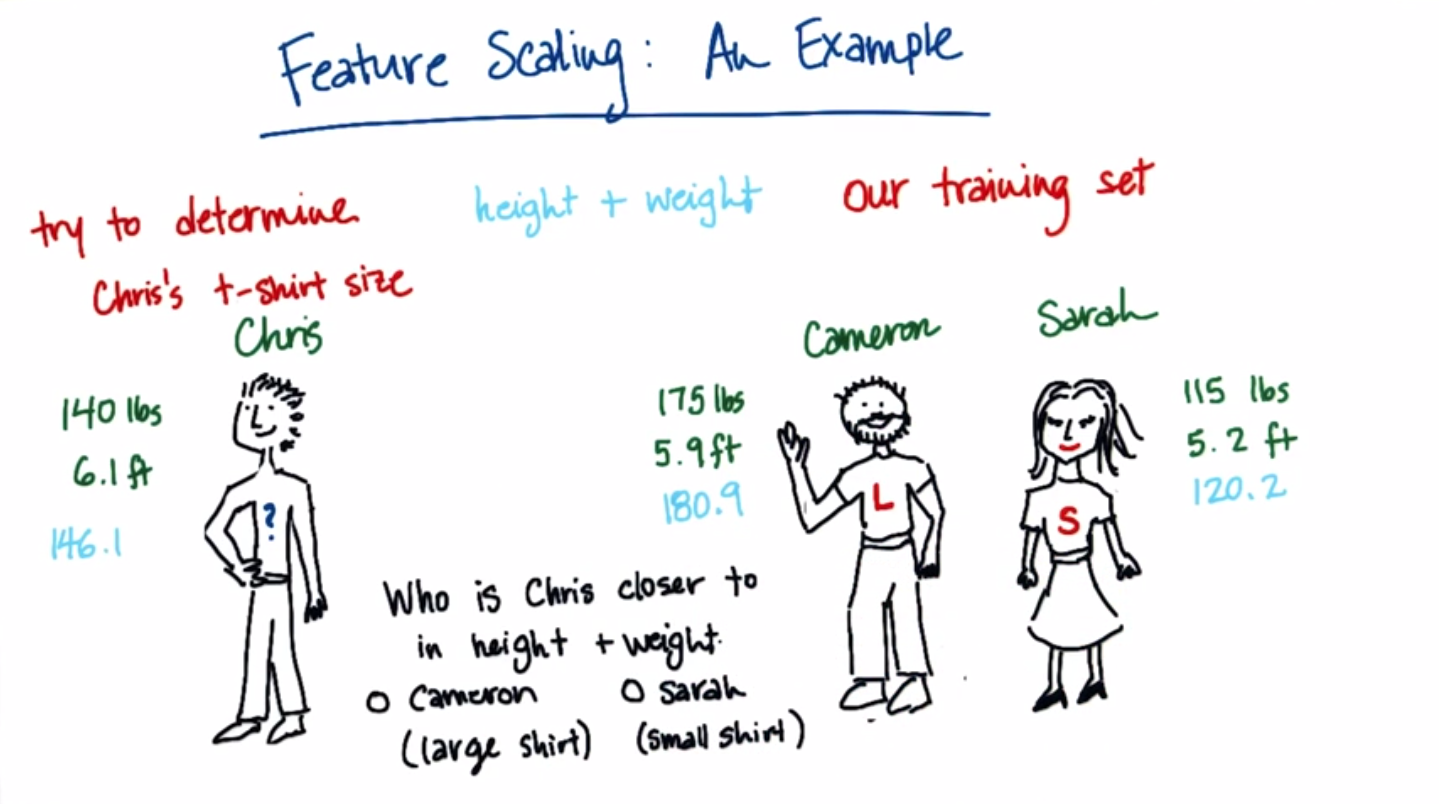 Feature Scaling: An Example
try to determine
Chris's t-shirt size
height + weight
our training set
Chris
140 lbs
6.1 ft
146.1
?
Cameron
175 lbs
5.9 ft
180.9
L
Sarah
115 lbs
5.2 ft
120.2
S
Who is Chris closer to
in height + weight
O Cameron O Sarah
(large shirt) (small shirt)